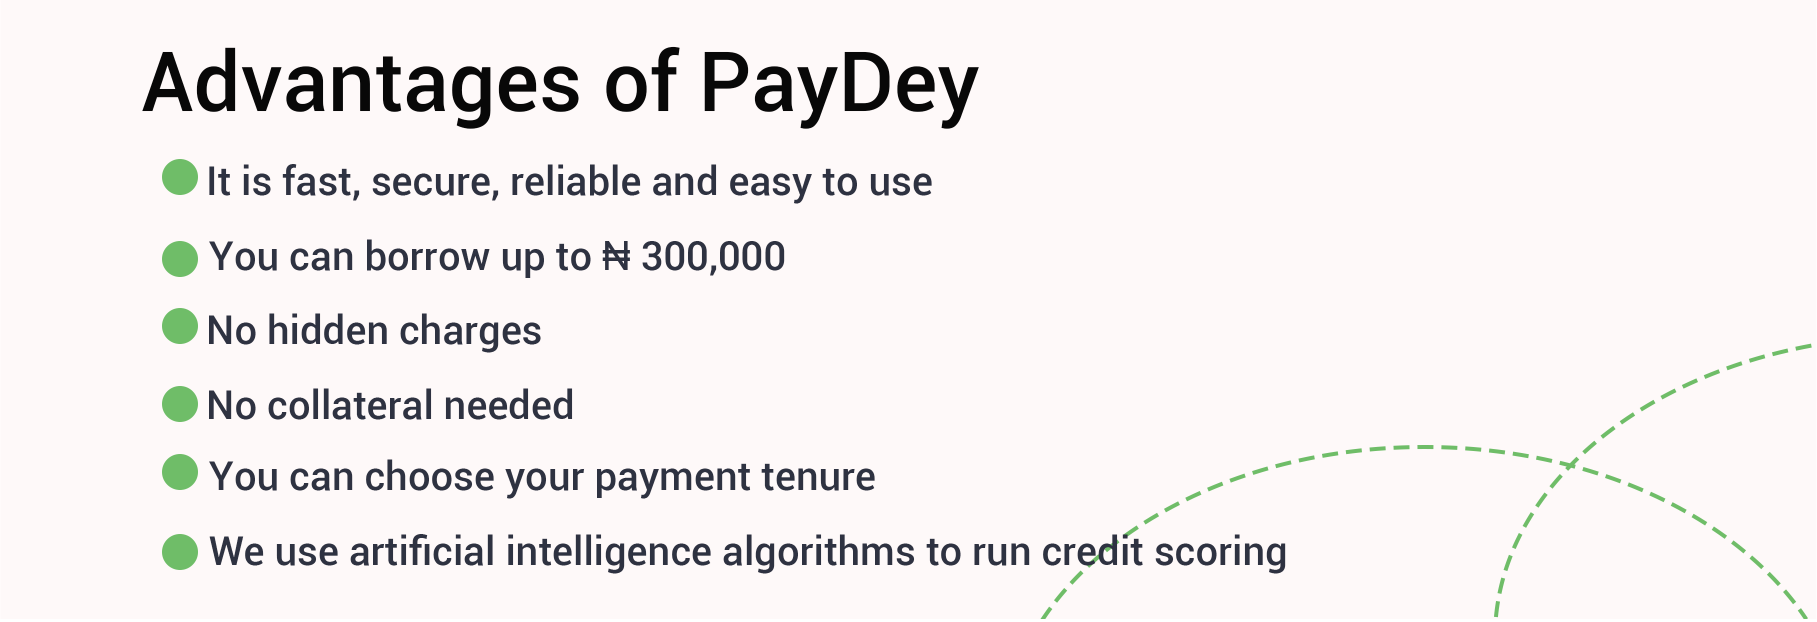 Advantages of PayDey
It is fast, secure, reliable and easy to use
You can borrow up to ₦ 300,000
No hidden charges
No collateral needed
You can choose your payment tenure
We use artificial intelligence algorithms to run credit scoring